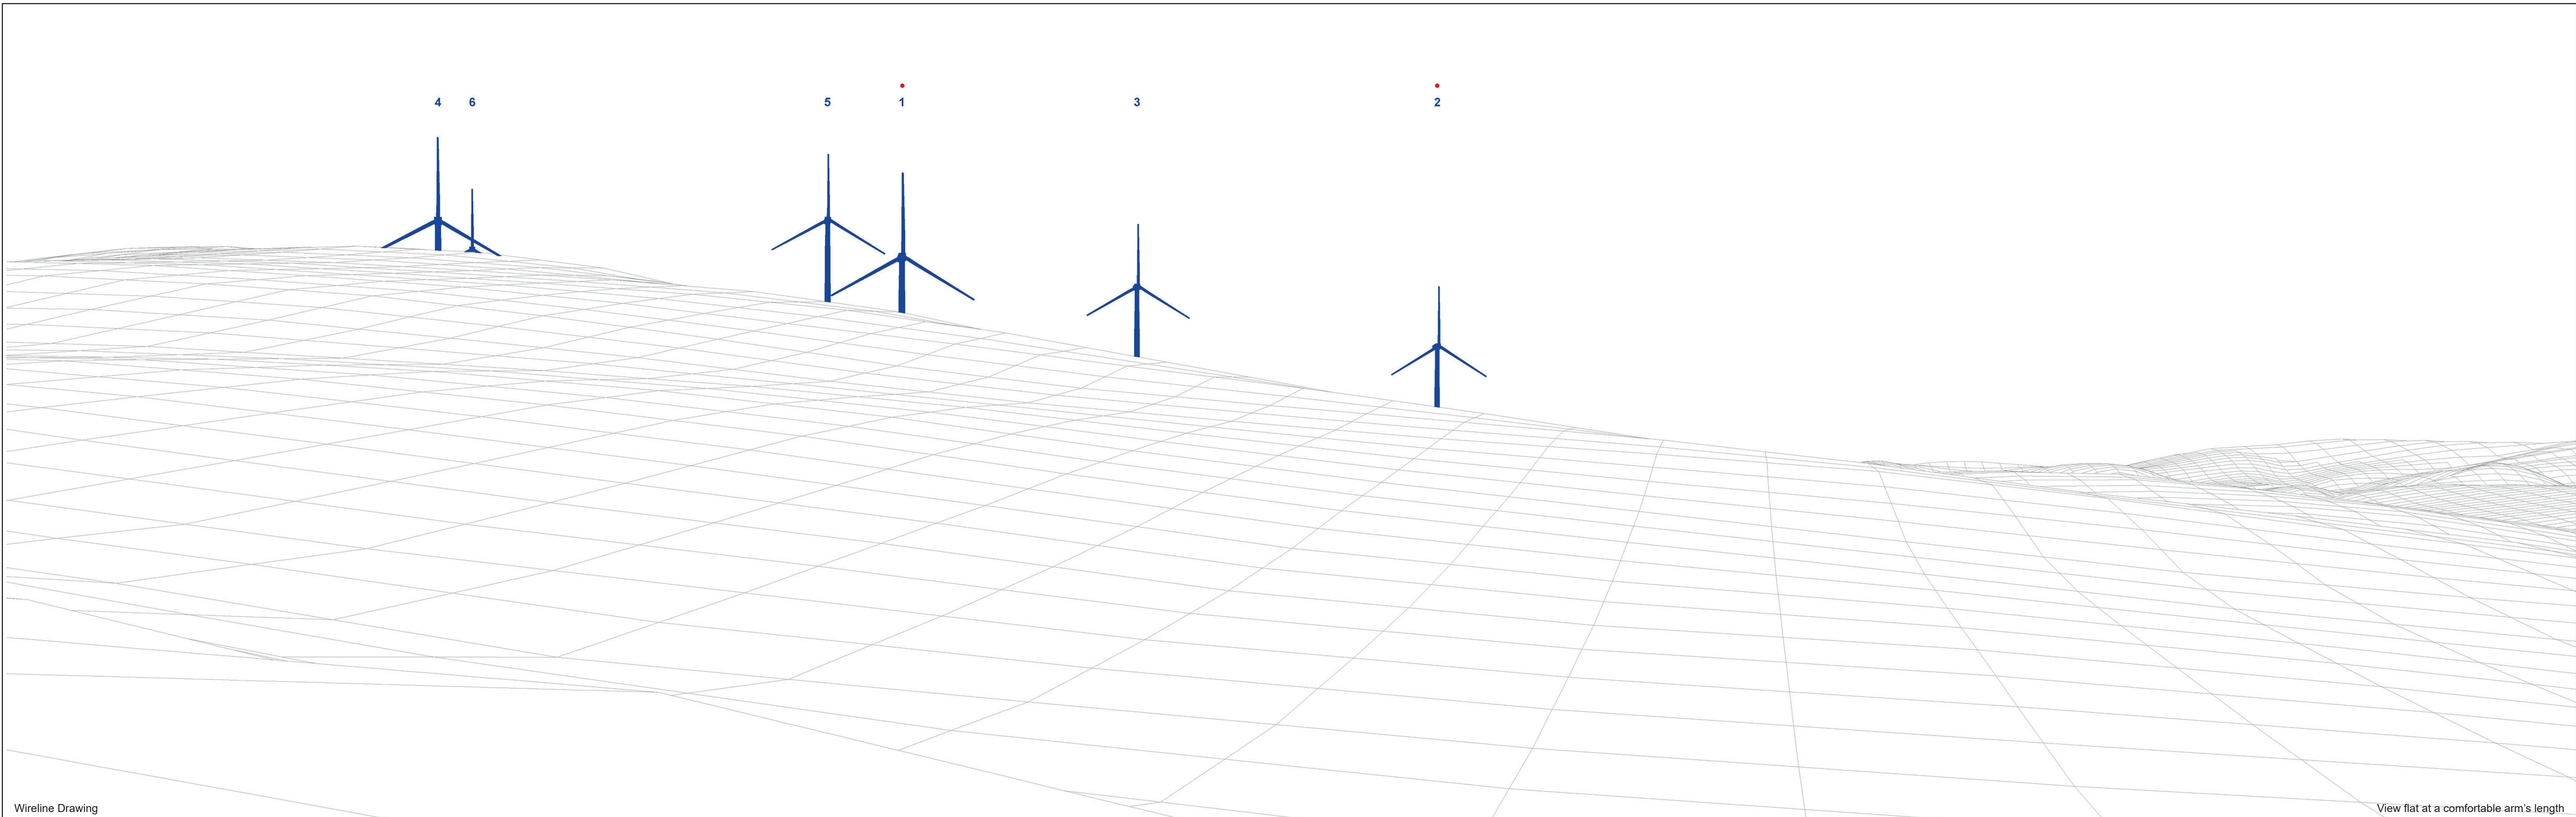 4 6 5 1 3 2
Wireline Drawing
View flat at a comfortable arm's length